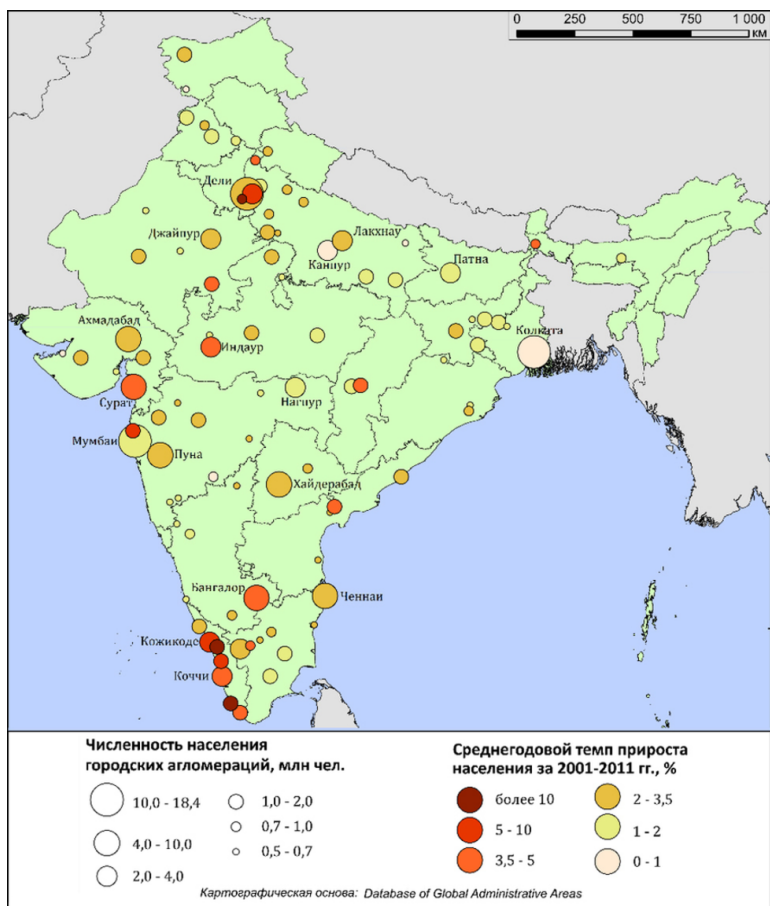 0 250 500 750 1 000
км
Дели
Джайпур
Лакхнау
Канпур
Патна
Ахмадабад
Индаур
Колката
Сурат
Нагпур
Мумбаи
Пуна
Хайдерабад
Бангалор
Ченнаи
Кожикоде
Коччи
Численность населения
городских агломераций, млн чел.
10,0 - 18,4
4,0 - 10,0
2,0 - 4,0
1,0 - 2,0
0,7 - 1,0
0,5 - 0,7
Среднегодовой темп прироста
населения за 2001-2011 гг., %
более 10
5 - 10
3,5 - 5
2 - 3,5
1 - 2
0 - 1
Картографическая основа: Database of Global Administrative Areas